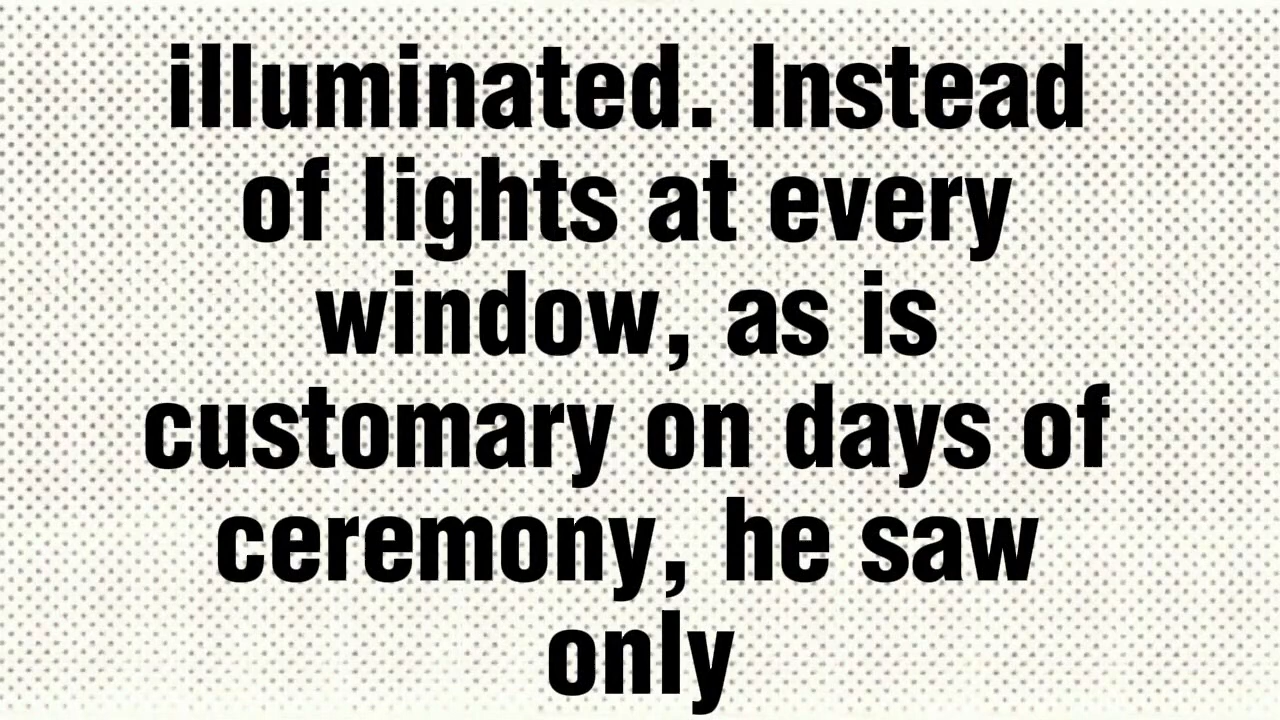 illuminated. Instead
of lights at every
window, as is
customary on days of
ceremony, he saw
only